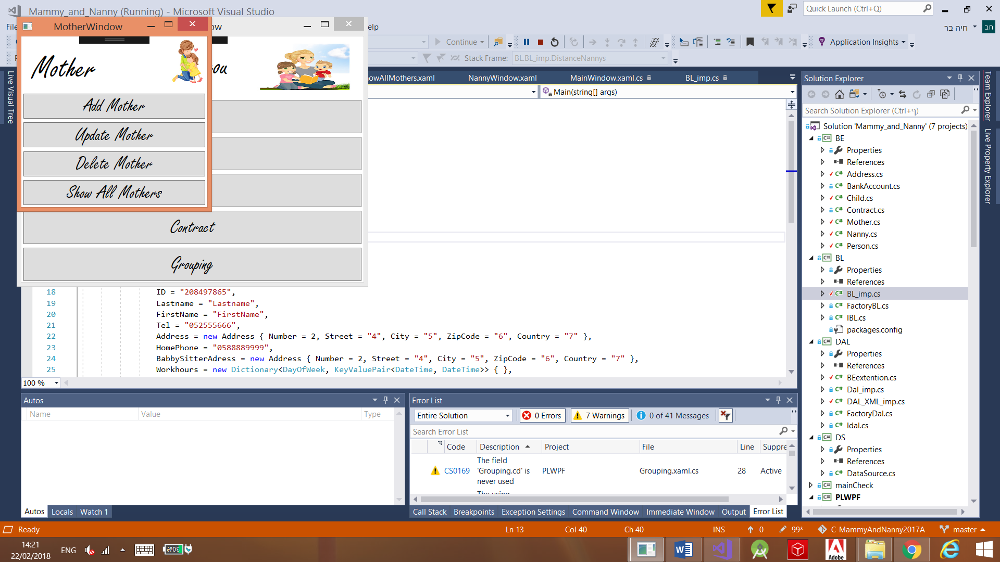 Mammy_and_Nanny (Running) - Microsoft Visual Studio
Quick Launch (Ctrl+Q)
MotherWindow
חיה בר
חב
Continue
Application Insights
Stack Frame:
BL.BL_imp.DistanceNannys
Mother
ou
Add Mother
Update Mother
Delete Mother
Show All Mothers
Contract
Grouping
Live Visual Tree
owAllMothers.xaml
NannyWindow.xaml
MainWindow.xaml.cs
BL_imp.cs
Main(string[] args)
18 ID = "208497865",
19 Lastname = "Lastname",
20 FirstName = "FirstName",
21 Tel = "052555666",
22 Address = new Address { Number = 2, Street = "4", City = "5", ZipCode = "6", Country = "7" },
23 HomePhone = "0588889999",
24 BabbySitterAdress = new Address { Number = 2, Street = "4", City = "5", ZipCode = "6", Country = "7" },
25 Workhours = new Dictionary<DayOfWeek, KeyValuePair<DateTime, DateTime>> { },
100 %
Autos
Name Value Type
Autos Locals Watch 1
Error List
Entire Solution
0 Errors
7 Warnings
0 of 41 Messages
Search Error List
Code Description Project File Line Suppre
CS0169 The field 'Grouping.cd' is never used PLWPF Grouping.xaml.cs 28 Active
Call Stack Breakpoints Exception Settings Command Window Immediate Window Output Error List
Solution Explorer
Search Solution Explorer (Ctrl+ף)
Solution 'Mammy_and_Nanny' (7 projects)
BE
Properties
References
Address.cs
BankAccount.cs
Child.cs
Contract.cs
Mother.cs
Nanny.cs
Person.cs
BL
Properties
References
BL_imp.cs
FactoryBL.cs
IBL.cs
packages.config
DAL
Properties
References
BEextention.cs
Dal_imp.cs
DAL_XML_imp.cs
FactoryDal.cs
Idal.cs
DS
Properties
References
DataSource.cs
mainCheck
PLWPF
Team Explorer
Live Property Explorer
Ready
Ln 13
Col 40
Ch 40
INS
0
99*
C-MammyAndNanny2017A
master
14:21
22/02/2018
ENG
Adobe